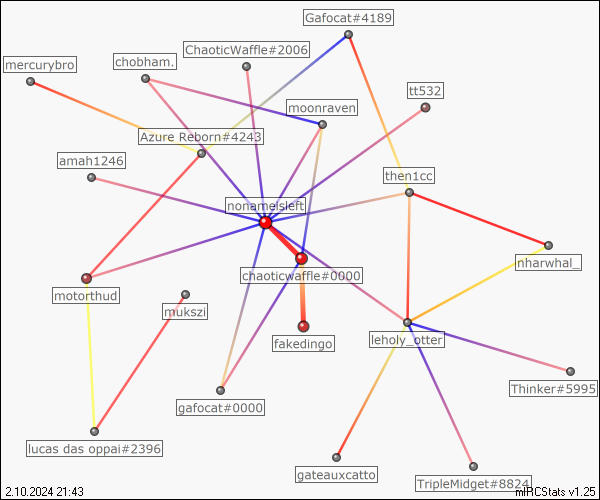 Gafocat#4189
ChaoticWaffle#2006
chobham.
mercurybro
tt532
moonraven
Azure Reborn#4243
amah1246
then1cc
nonameisleft
nharwhal_
chaoticwaffle#0000
motorthud
mukszi
fakedingo
leholy_otter
Thinker#5995
gafocat#0000
lucas das oppai#2396
gateauxcatto
TripleMidget#8824
2.10.2024 21:43
mIRCStats v1.25